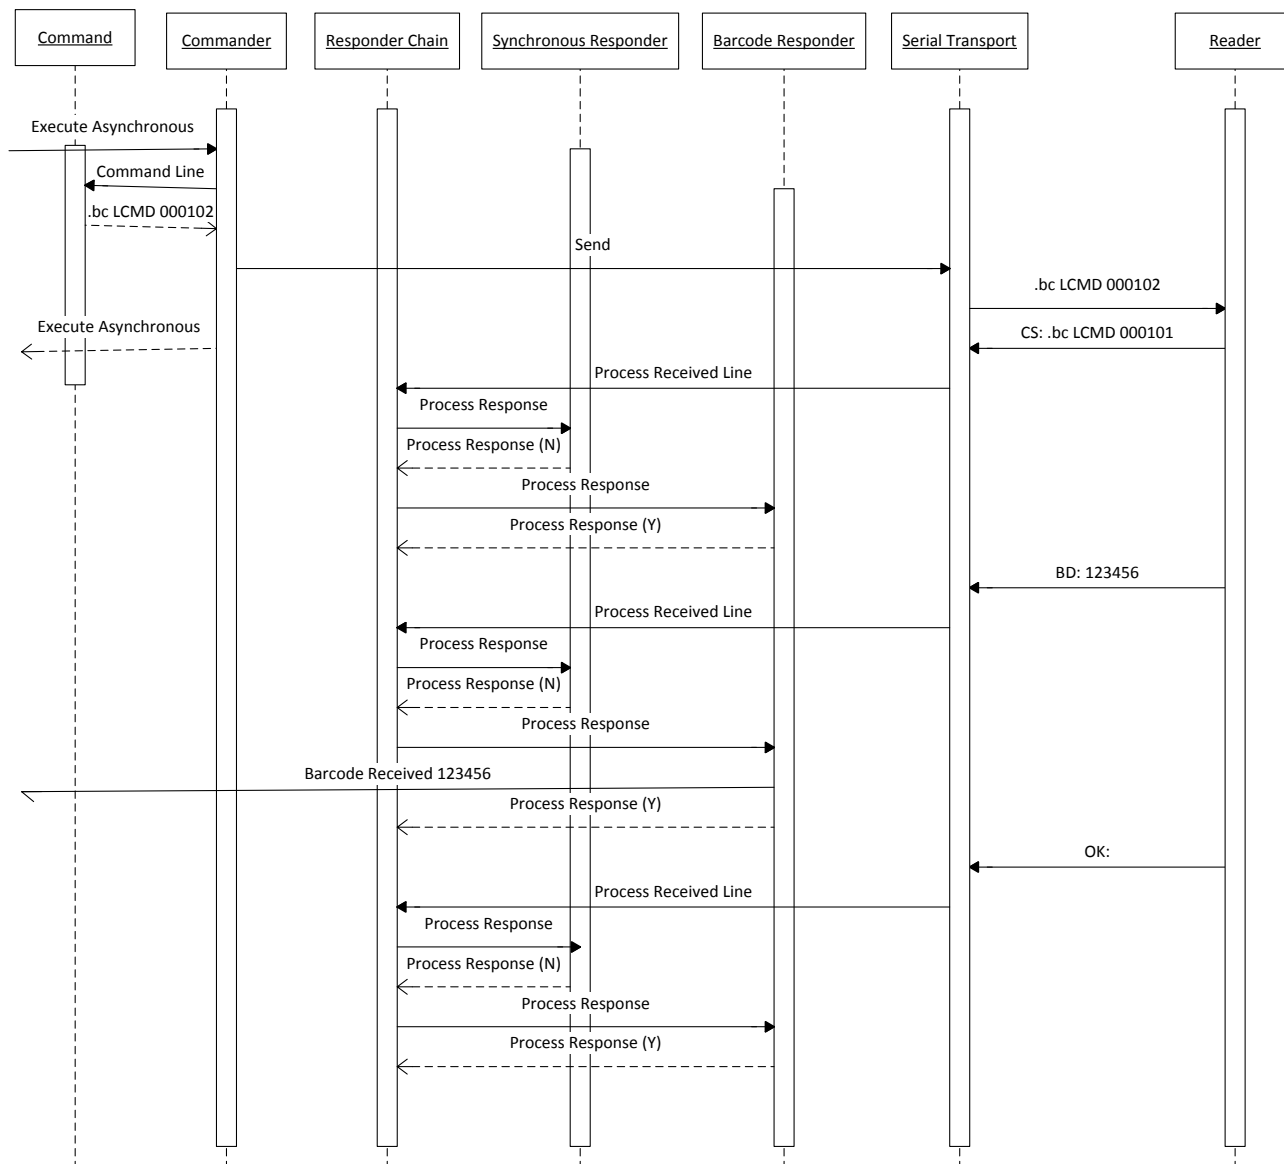 Command
Commander
Responder Chain
Synchronous Responder
Barcode Responder
Serial Transport
Reader
Execute Asynchronous
Command Line
.bc LCMD 000102
Send
.bc LCMD 000102
Execute Asynchronous
CS: .bc LCMD 000101
Process Received Line
Process Response
Process Response (N)
Process Response
Process Response (Y)
BD: 123456
Process Received Line
Process Response
Process Response (N)
Process Response
Barcode Received 123456
Process Response (Y)
OK:
Process Received Line
Process Response
Process Response (N)
Process Response
Process Response (Y)